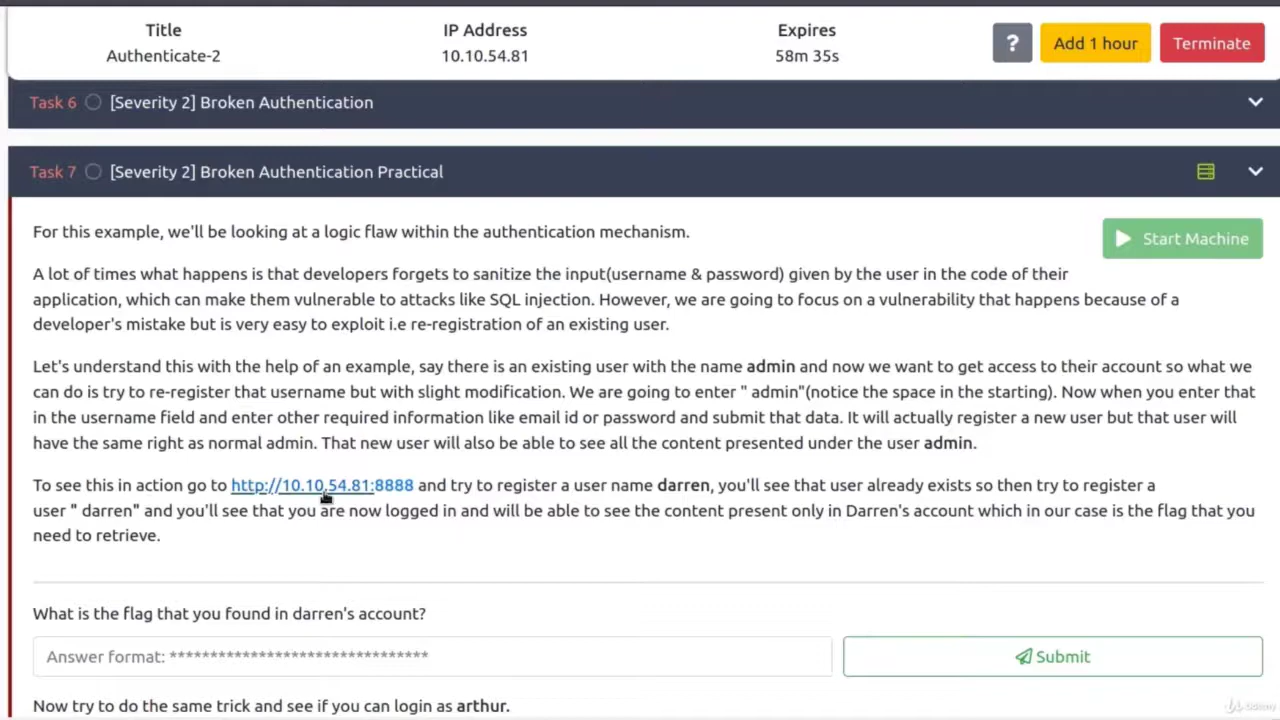 Title
IP Address
Expires
Authenticate-2
10.10.54.81
58m 35s
?
Add 1 hour
Terminate
Task 6 [Severity 2] Broken Authentication
Task 7 [Severity 2] Broken Authentication Practical
For this example, we'll be looking at a logic flaw within the authentication mechanism.
Start Machine
A lot of times what happens is that developers forgets to sanitize the input(username & password) given by the user in the code of their
application, which can make them vulnerable to attacks like SQL injection. However, we are going to focus on a vulnerability that happens because of a
developer's mistake but is very easy to exploit i.e re-registration of an existing user.
Let's understand this with the help of an example, say there is an existing user with the name admin and now we want to get access to their account so what we
can do is try to re-register that username but with slight modification. We are going to enter " admin"(notice the space in the starting). Now when you enter that
in the username field and enter other required information like email id or password and submit that data. It will actually register a new user but that user will
have the same right as normal admin. That new user will also be able to see all the content presented under the user admin.
To see this in action go to http://10.10.54.81:8888 and try to register a user name darren, you'll see that user already exists so then try to register a
user " darren" and you'll see that you are now logged in and will be able to see the content present only in Darren's account which in our case is the flag that you
need to retrieve.
What is the flag that you found in darren's account?
Answer format: ********************************
Submit
Now try to do the same trick and see if you can login as arthur.
Udemy